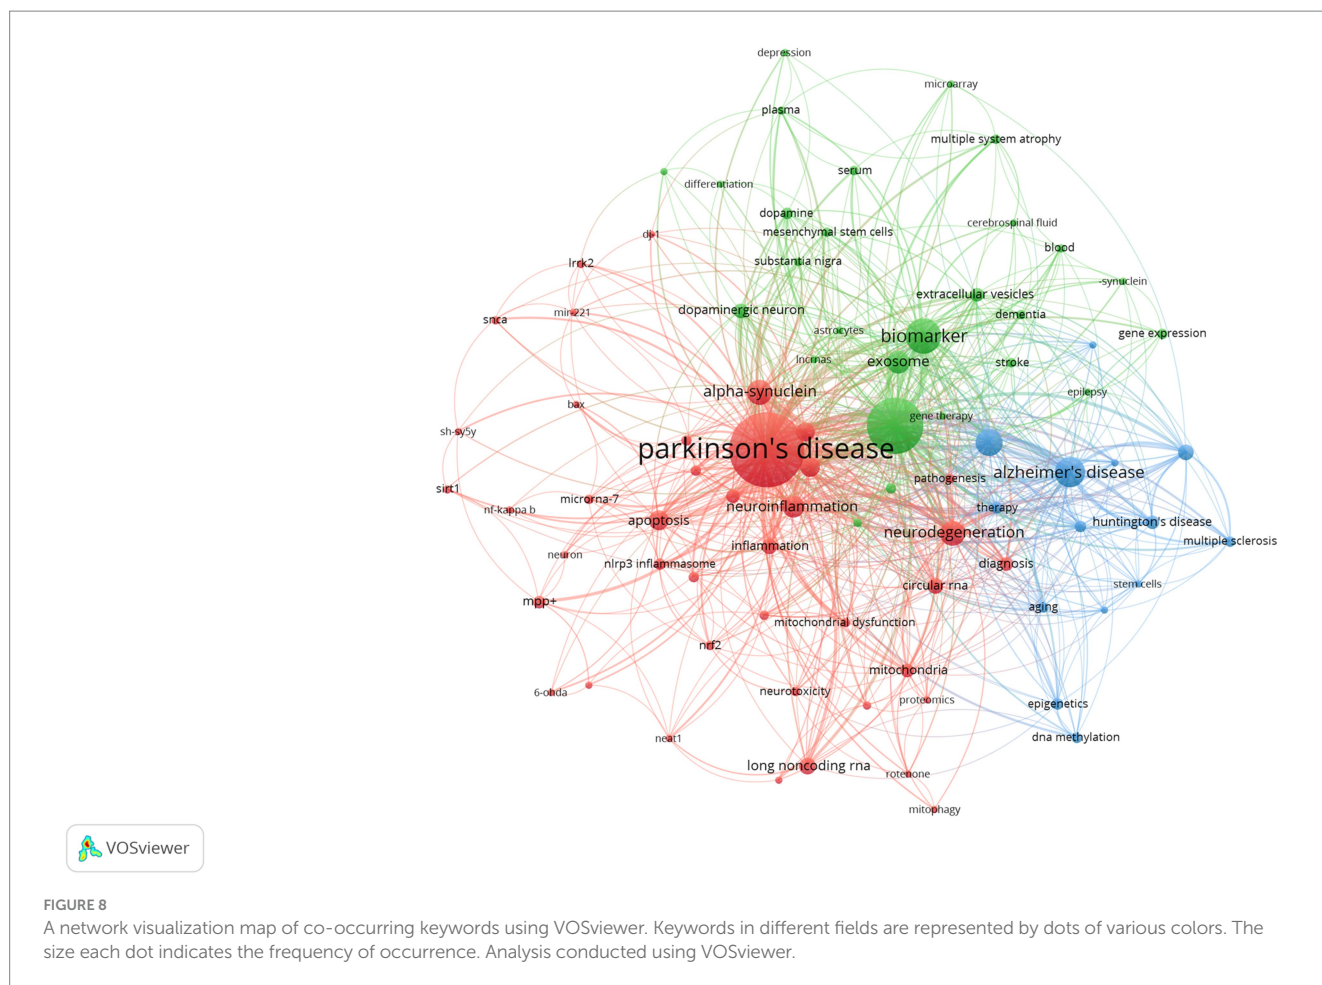 depression
microarray
plasma
multiple system atrophy
serum
differentiation
dopamine
cerebrospinal fluid
mesenchymal stem cells
dj-1
blood
substantia nigra
lrrk2
-synuclein
extracellular vesicles
dopaminergic neuron
mir-221
dementia
snca
astrocytes
biomarker
gene expression
lncrnas
exosome
stroke
alpha-synuclein
epilepsy
bax
gene therapy
sh-sy5y
parkinson's disease
alzheimer's disease
pathogenesis
sirt1
microrna-7
neuroinflammation
therapy
nf-kappa b
apoptosis
huntington's disease
neurodegeneration
multiple sclerosis
inflammation
neuron
nlrp3 inflammasome
diagnosis
stem cells
circular rna
mpp+
aging
mitochondrial dysfunction
nrf2
mitochondria
6-ohda
neurotoxicity
proteomics
epigenetics
neat1
dna methylation
long noncoding rna
rotenone
mitophagy
VOSviewer
FIGURE 8
A network visualization map of co-occurring keywords using VOSviewer. Keywords in different fields are represented by dots of various colors. The
size each dot indicates the frequency of occurrence. Analysis conducted using VOSviewer.